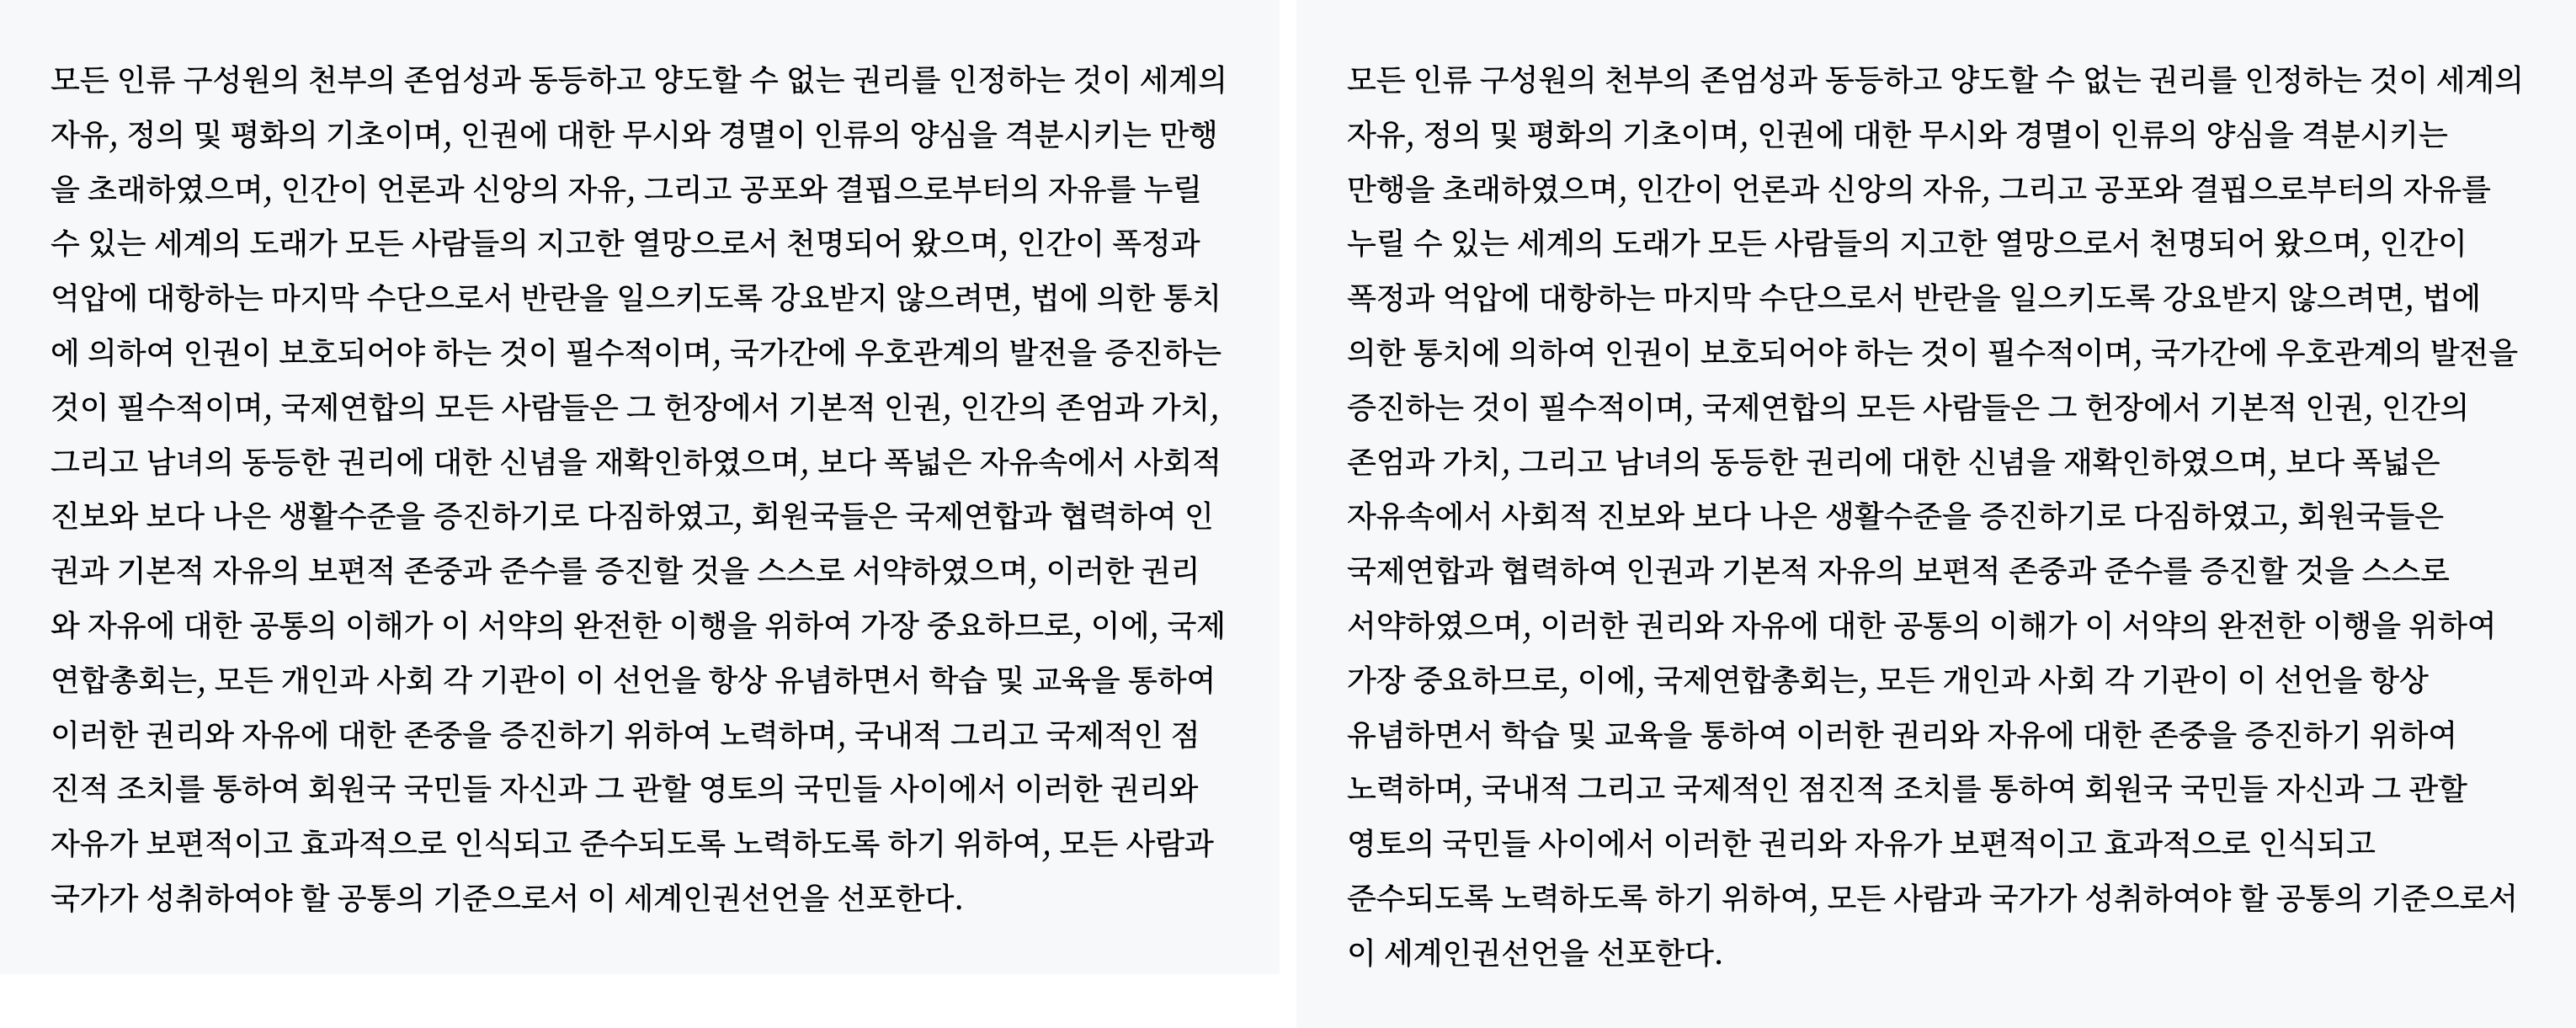 모든 인류 구성원의 천부의 존엄성과 동등하고 양도할 수 없는 권리를 인정하는 것이 세계의
자유, 정의 및 평화의 기초이며, 인권에 대한 무시와 경멸이 인류의 양심을 격분시키는 만행
을 초래하였으며, 인간이 언론과 신앙의 자유, 그리고 공포와 결핍으로부터의 자유를 누릴
수 있는 세계의 도래가 모든 사람들의 지고한 열망으로서 천명되어 왔으며, 인간이 폭정과
억압에 대항하는 마지막 수단으로서 반란을 일으키도록 강요받지 않으려면, 법에 의한 통치
에 의하여 인권이 보호되어야 하는 것이 필수적이며, 국가간에 우호관계의 발전을 증진하는
것이 필수적이며, 국제연합의 모든 사람들은 그 헌장에서 기본적 인권, 인간의 존엄과 가치,
그리고 남녀의 동등한 권리에 대한 신념을 재확인하였으며, 보다 폭넓은 자유속에서 사회적
진보와 보다 나은 생활수준을 증진하기로 다짐하였고, 회원국들은 국제연합과 협력하여 인
권과 기본적 자유의 보편적 존중과 준수를 증진할 것을 스스로 서약하였으며, 이러한 권리
와 자유에 대한 공통의 이해가 이 서약의 완전한 이행을 위하여 가장 중요하므로, 이에, 국제
연합총회는, 모든 개인과 사회 각 기관이 이 선언을 항상 유념하면서 학습 및 교육을 통하여
이러한 권리와 자유에 대한 존중을 증진하기 위하여 노력하며, 국내적 그리고 국제적인 점
진적 조치를 통하여 회원국 국민들 자신과 그 관할 영토의 국민들 사이에서 이러한 권리와
자유가 보편적이고 효과적으로 인식되고 준수되도록 노력하도록 하기 위하여, 모든 사람과
국가가 성취하여야 할 공통의 기준으로서 이 세계인권선언을 선포한다.
모든 인류 구성원의 천부의 존엄성과 동등하고 양도할 수 없는 권리를 인정하는 것이 세계의
자유, 정의 및 평화의 기초이며, 인권에 대한 무시와 경멸이 인류의 양심을 격분시키는
만행을 초래하였으며, 인간이 언론과 신앙의 자유, 그리고 공포와 결핍으로부터의 자유를
누릴 수 있는 세계의 도래가 모든 사람들의 지고한 열망으로서 천명되어 왔으며, 인간이
폭정과 억압에 대항하는 마지막 수단으로서 반란을 일으키도록 강요받지 않으려면, 법에
의한 통치에 의하여 인권이 보호되어야 하는 것이 필수적이며, 국가간에 우호관계의 발전을
증진하는 것이 필수적이며, 국제연합의 모든 사람들은 그 헌장에서 기본적 인권, 인간의
존엄과 가치, 그리고 남녀의 동등한 권리에 대한 신념을 재확인하였으며, 보다 폭넓은
자유속에서 사회적 진보와 보다 나은 생활수준을 증진하기로 다짐하였고, 회원국들은
국제연합과 협력하여 인권과 기본적 자유의 보편적 존중과 준수를 증진할 것을 스스로
서약하였으며, 이러한 권리와 자유에 대한 공통의 이해가 이 서약의 완전한 이행을 위하여
가장 중요하므로, 이에, 국제연합총회는, 모든 개인과 사회 각 기관이 이 선언을 항상
유념하면서 학습 및 교육을 통하여 이러한 권리와 자유에 대한 존중을 증진하기 위하여
노력하며, 국내적 그리고 국제적인 점진적 조치를 통하여 회원국 국민들 자신과 그 관할
영토의 국민들 사이에서 이러한 권리와 자유가 보편적이고 효과적으로 인식되고
준수되도록 노력하도록 하기 위하여, 모든 사람과 국가가 성취하여야 할 공통의 기준으로서
이 세계인권선언을 선포한다.